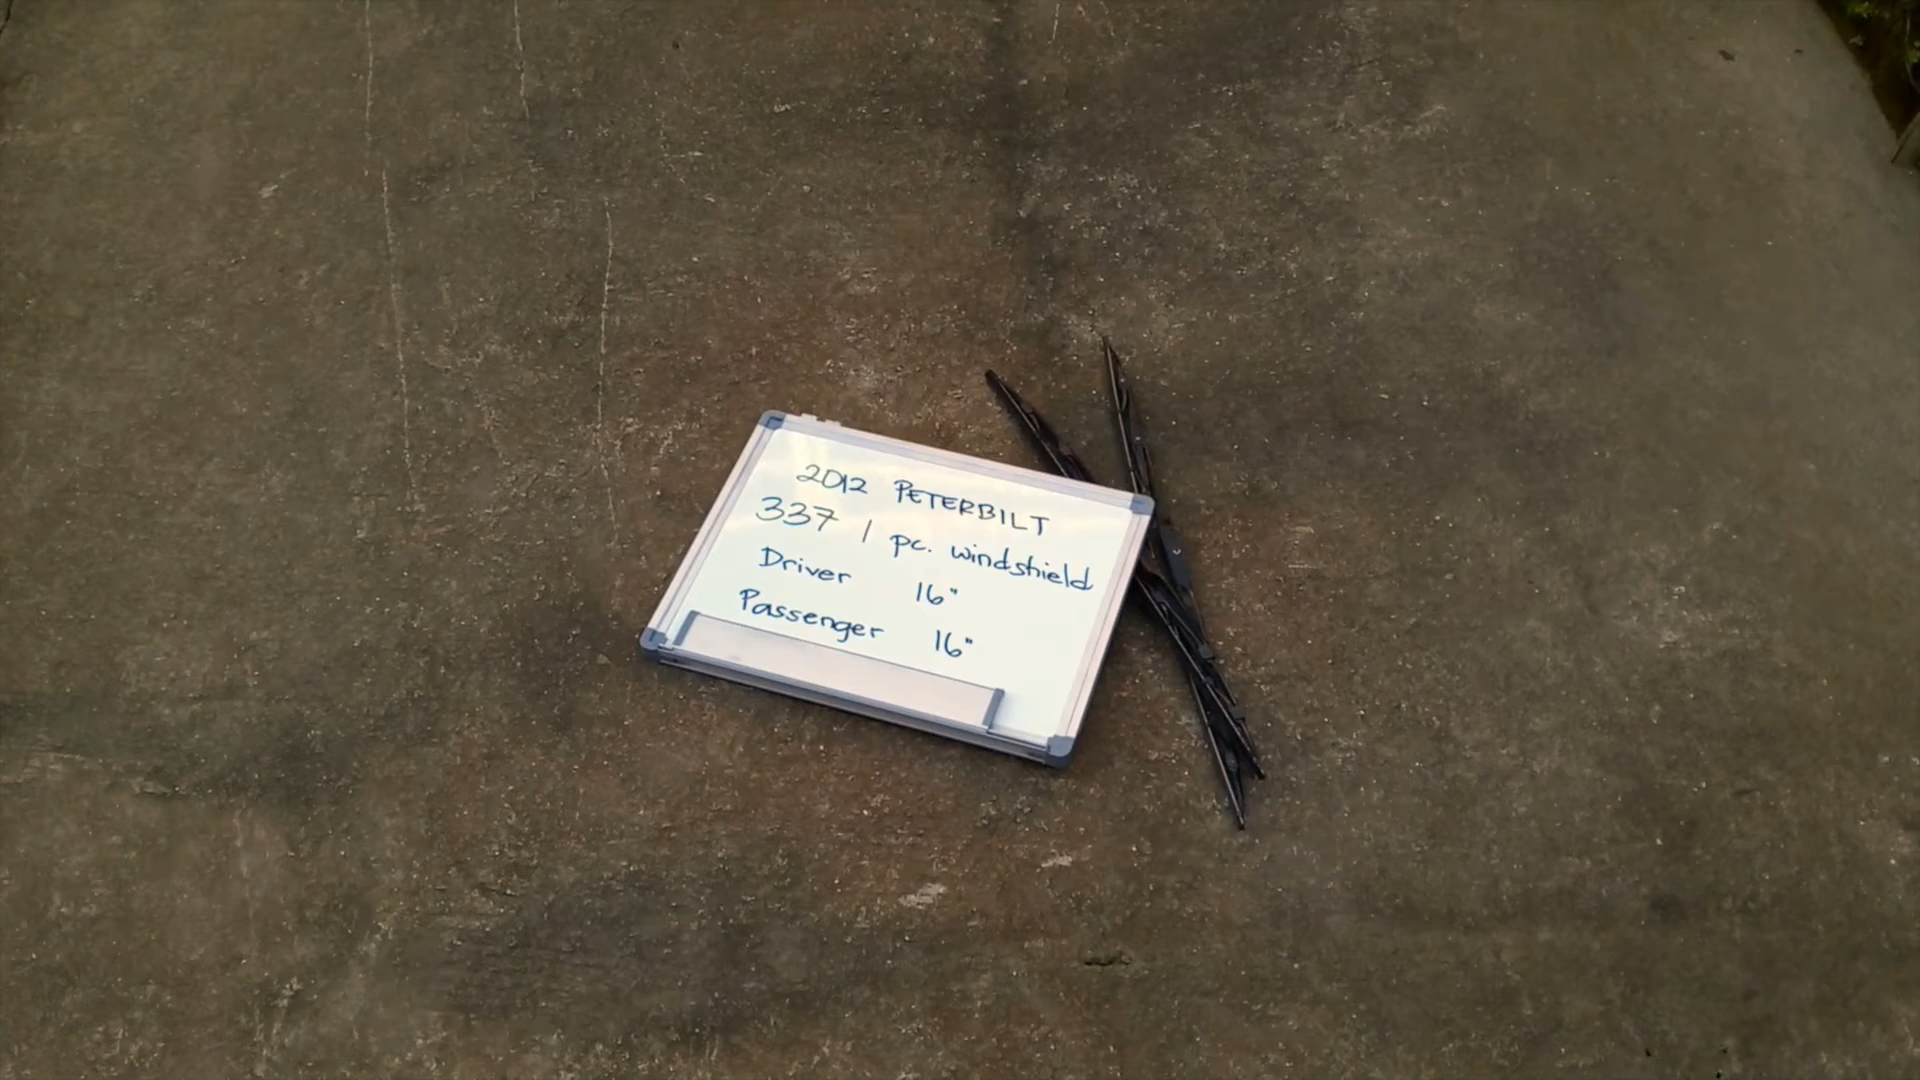 2012 PETERBILT
337 1 pc. windshield
Driver 16"
Passenger 16"